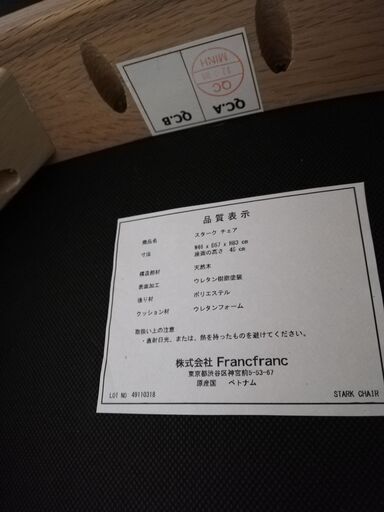 QC
MINH
QC.A
QC.B
品質表示
商品名 スターク チェア
寸法 W46 x D57 x H83 cm
座面の高さ 46 cm
構造部材 天然木
表面加工 ウレタン樹脂塗装
張り材 ポリエステル
クッション材 ウレタンフォーム
取扱い上の注意
・直射日光、または、熱を持ったものを避けてください。
株式会社 Francfranc
東京都渋谷区神宮前5-53-67
原産国 ベトナム
LOT NO 49110318 STARK CHAIR